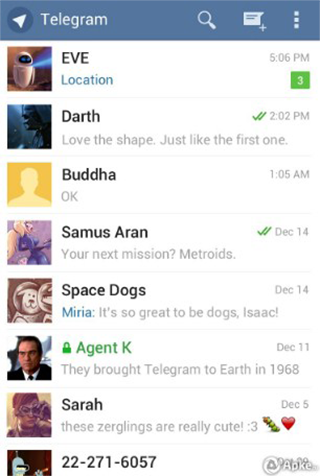 Telegram
EVE 5:06 PM
Location 3
Darth 2:02 PM
Love the shape. Just like the first one.
Buddha 1:05 AM
OK
Samus Aran Dec 14
Your next mission? Metroids.
Space Dogs Dec 14
Miria: It's so great to be dogs, Isaac!
Agent K Dec 11
They brought Telegram to Earth in 1968
Sarah Dec 5
these zerglings are really cute! :3 🐛❤️
22-271-6057